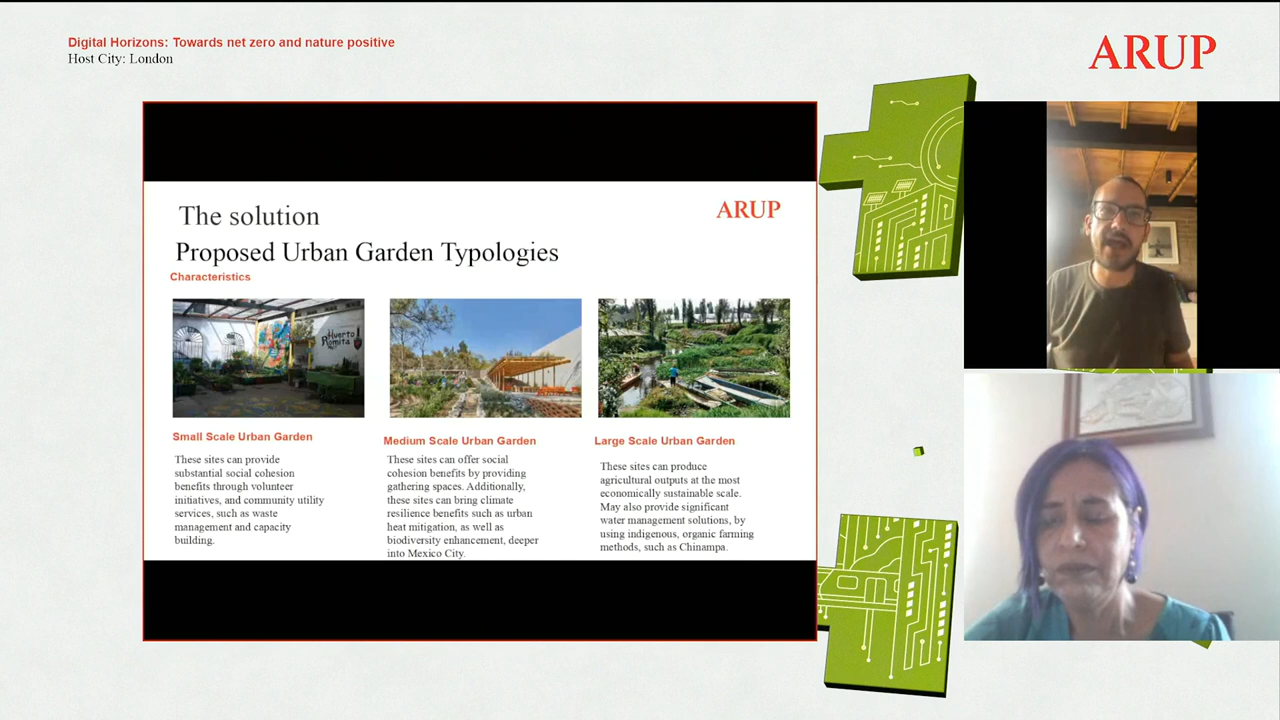 Digital Horizons: Towards net zero and nature positive
Host City: London
ARUP
The solution
ARUP
Proposed Urban Garden Typologies
Characteristics
Huerto
Romita
Small Scale Urban Garden
These sites can provide
substantial social cohesion
benefits through volunteer
initiatives, and community utility
services, such as waste
management and capacity
building.
Medium Scale Urban Garden
These sites can offer social
cohesion benefits by providing
gathering spaces. Additionally,
these sites can bring climate
resilience benefits such as urban
heat mitigation, as well as
biodiversity enhancement, deeper
into Mexico City.
Large Scale Urban Garden
These sites can produce
agricultural outputs at the most
economically sustainable scale.
May also provide significant
water management solutions, by
using indigenous, organic farming
methods, such as Chinampa.